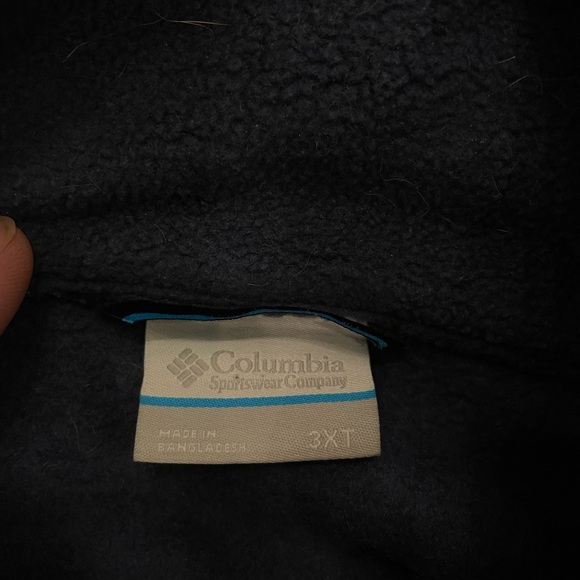 Columbia
Sportswear Company
MADE IN
BANGLADESH
3XT